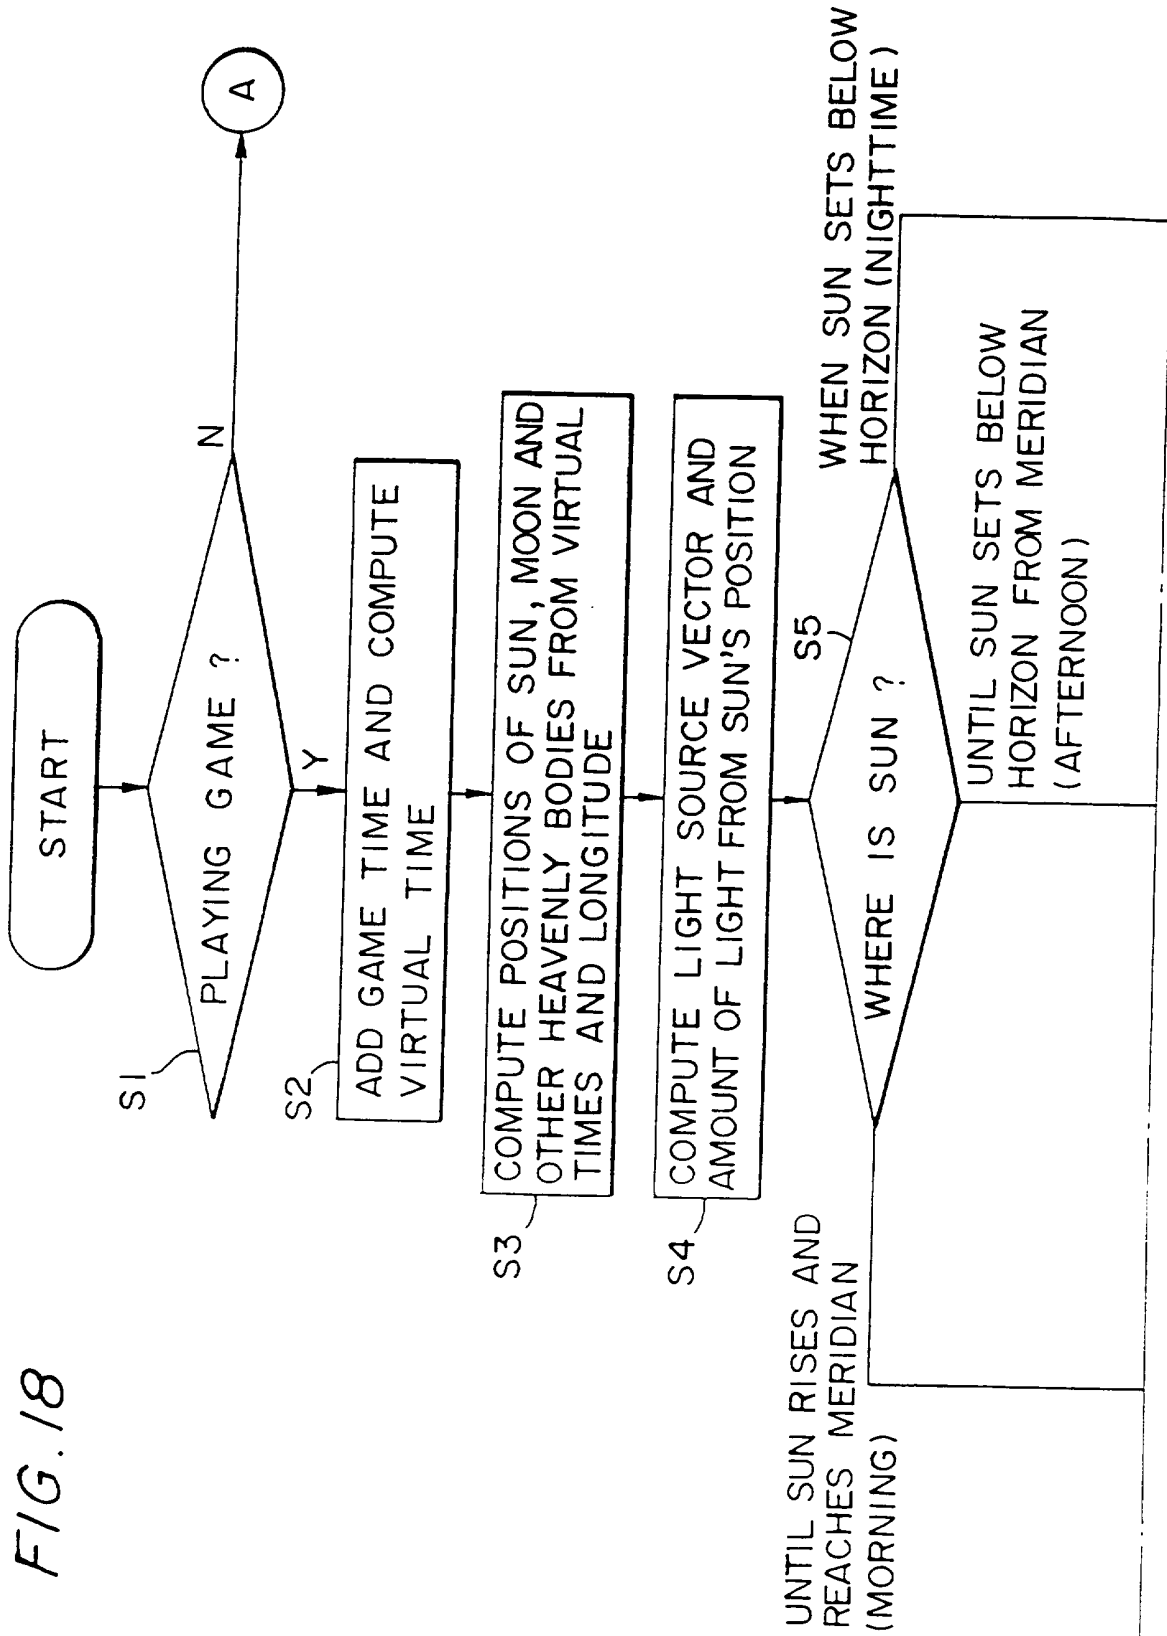 FIG.18
START
S1
PLAYING GAME ?
N
A
Y
S2
ADD GAME TIME AND COMPUTE
VIRTUAL TIME
S3
COMPUTE POSITIONS OF SUN, MOON AND
OTHER HEAVENLY BODIES FROM VIRTUAL
TIMES AND LONGITUDE
S4
COMPUTE LIGHT SOURCE VECTOR AND
AMOUNT OF LIGHT FROM SUN'S POSITION
S5
WHERE IS SUN ?
UNTIL SUN RISES AND
REACHES MERIDIAN
(MORNING)
UNTIL SUN SETS BELOW
HORIZON FROM MERIDIAN
(AFTERNOON)
WHEN SUN SETS BELOW
HORIZON (NIGHTTIME)